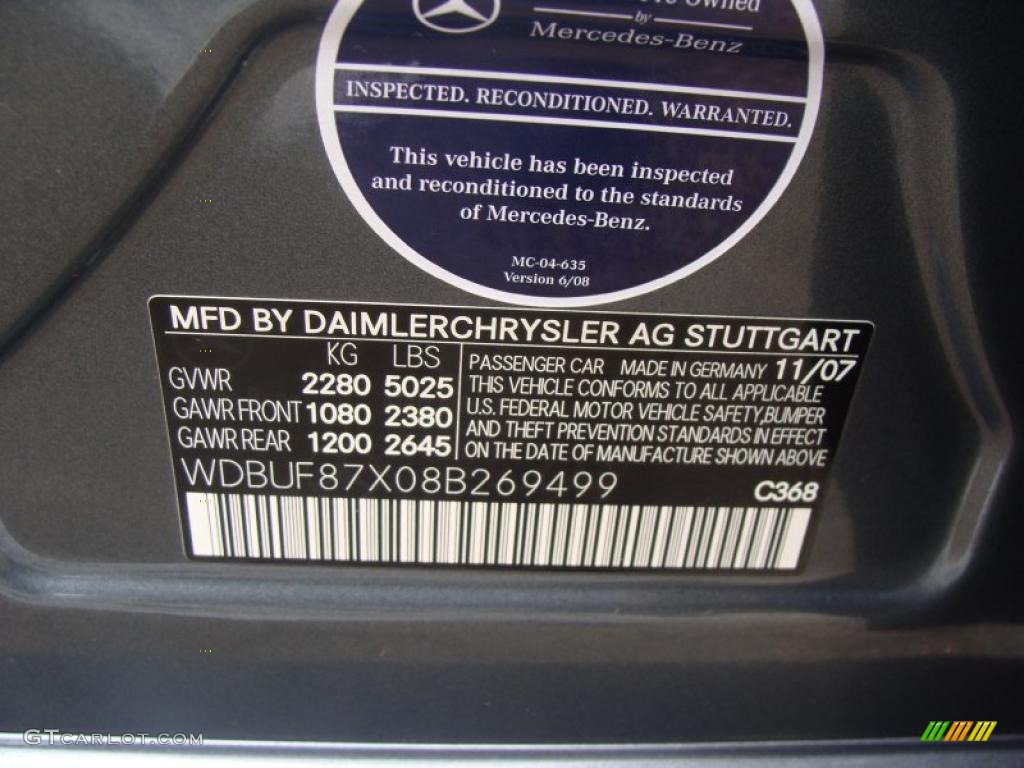 Owned
by
Mercedes-Benz
INSPECTED. RECONDITIONED. WARRANTED.
This vehicle has been inspected
and reconditioned to the standards
of Mercedes-Benz.
MC-04-635
Version 6/08
MFD BY DAIMLERCHRYSLER AG STUTTGART
KG LBS
GVWR 2280 5025
GAWR FRONT 1080 2380
GAWR REAR 1200 2645
PASSENGER CAR MADE IN GERMANY 11/07
THIS VEHICLE CONFORMS TO ALL APPLICABLE
U.S. FEDERAL MOTOR VEHICLE SAFETY,BUMPER
AND THEFT PREVENTION STANDARDS IN EFFECT
ON THE DATE OF MANUFACTURE SHOWN ABOVE
WDBUF87X08B269499
C368
GTcarLot.com